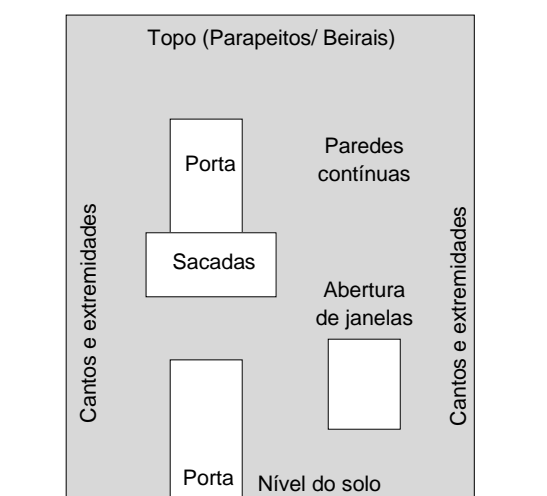 Topo (Parapeitos/ Beirais)
Porta
Paredes
contínuas
Cantos e extremidades
Sacadas
Cantos e extremidades
Abertura
de janelas
Porta
Nível do solo